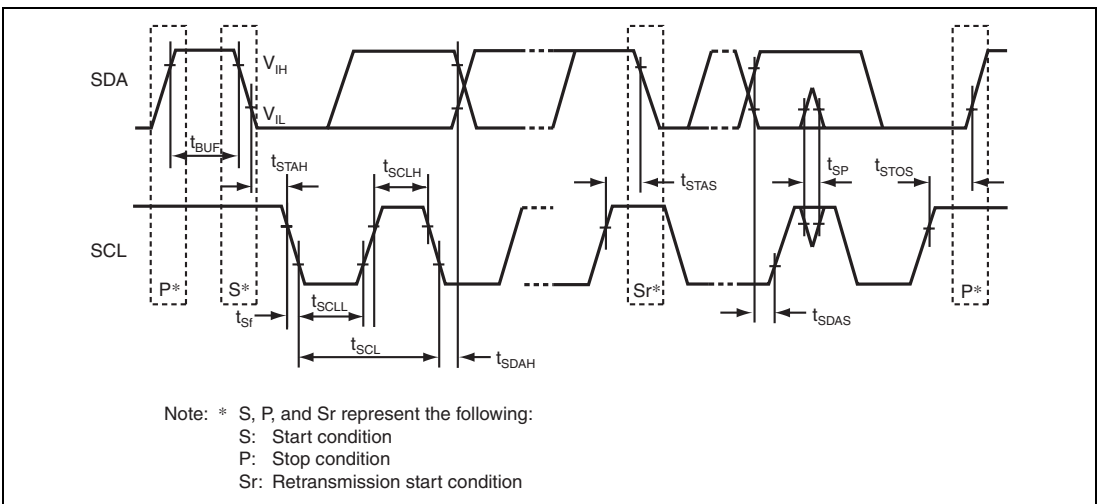 SDA
V_IH
V_IL
t_BUF
t_STAH
t_SCLH
t_STAS
t_SP
t_STOS
SCL
P*
S*
Sr*
P*
t_Sf
t_SCLL
t_SDAS
t_SCL
t_SDAH
Note: * S, P, and Sr represent the following:
S: Start condition
P: Stop condition
Sr: Retransmission start condition